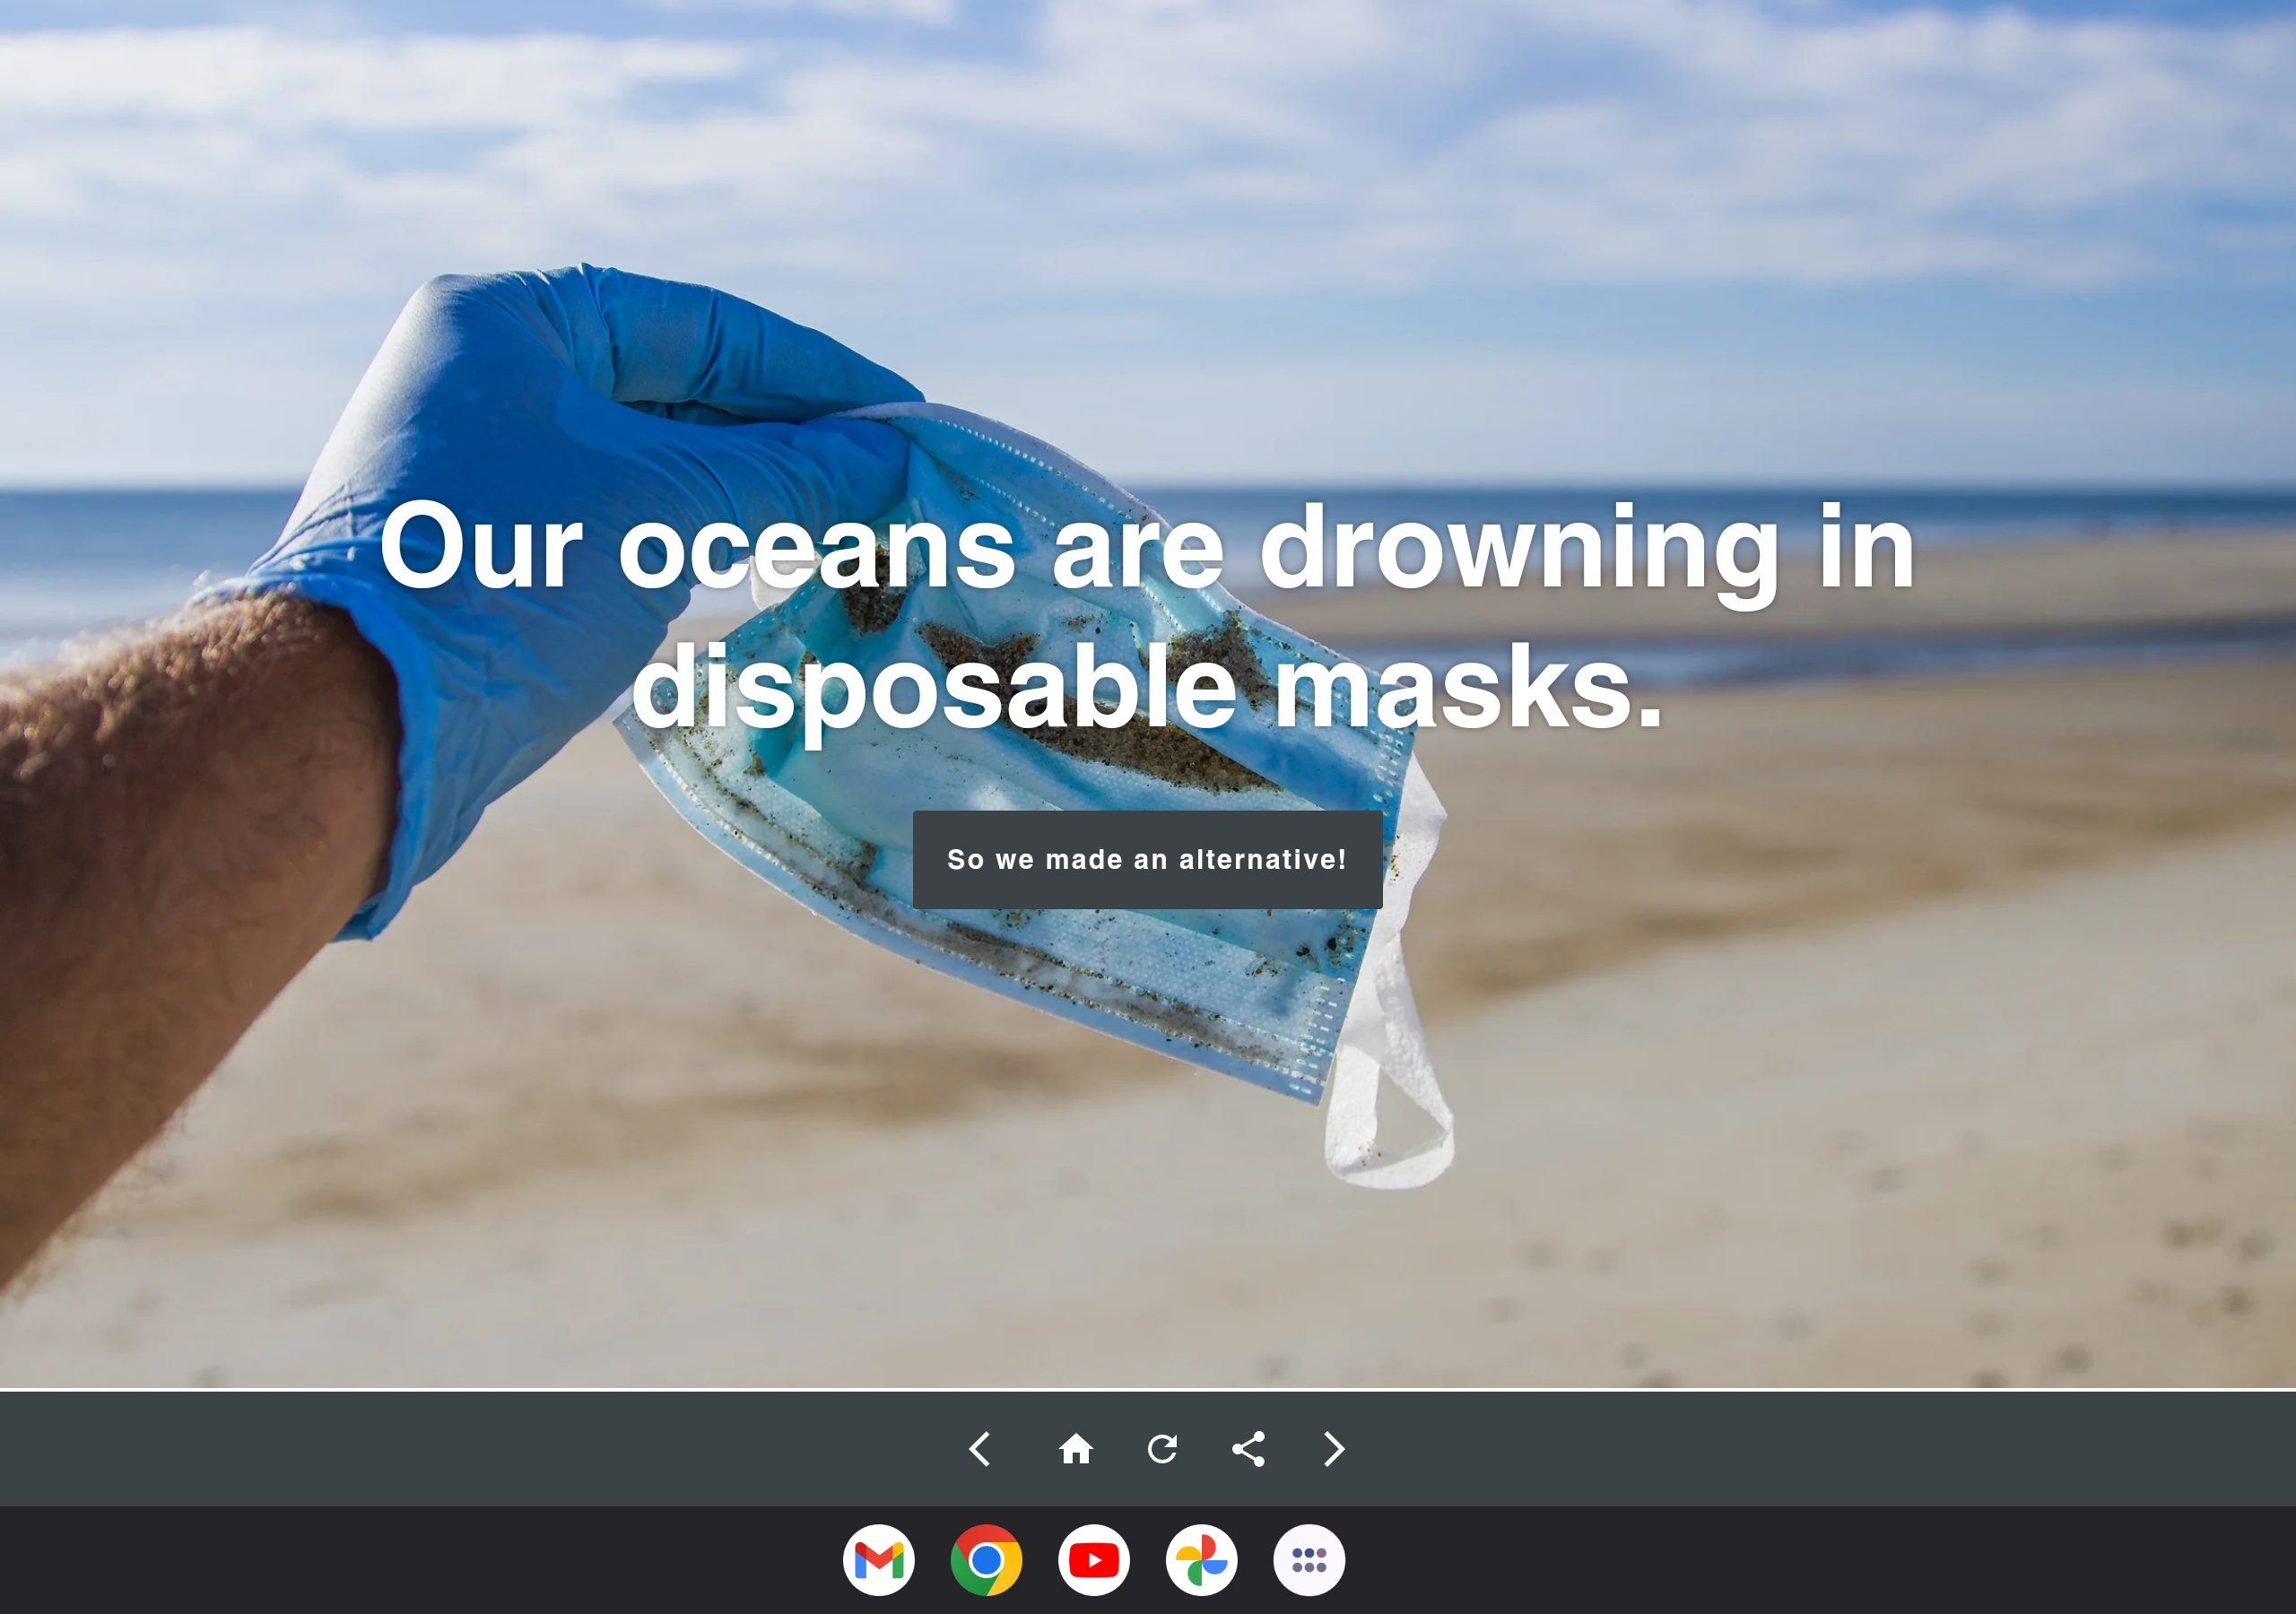 Our oceans are drowning in
disposable masks.
So we made an alternative!